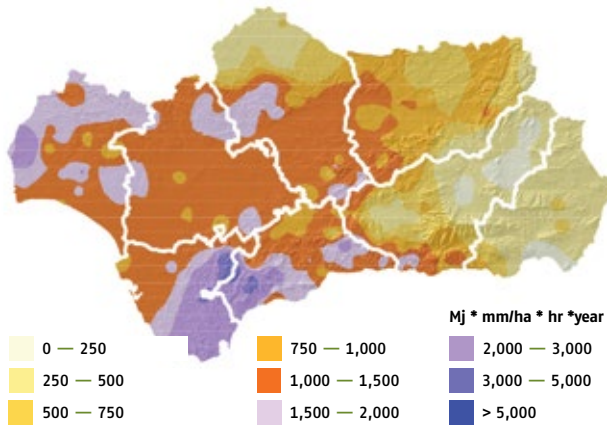 Mj * mm/ha * hr *year
0 — 250
250 — 500
500 — 750
750 — 1,000
1,000 — 1,500
1,500 — 2,000
2,000 — 3,000
3,000 — 5,000
> 5,000